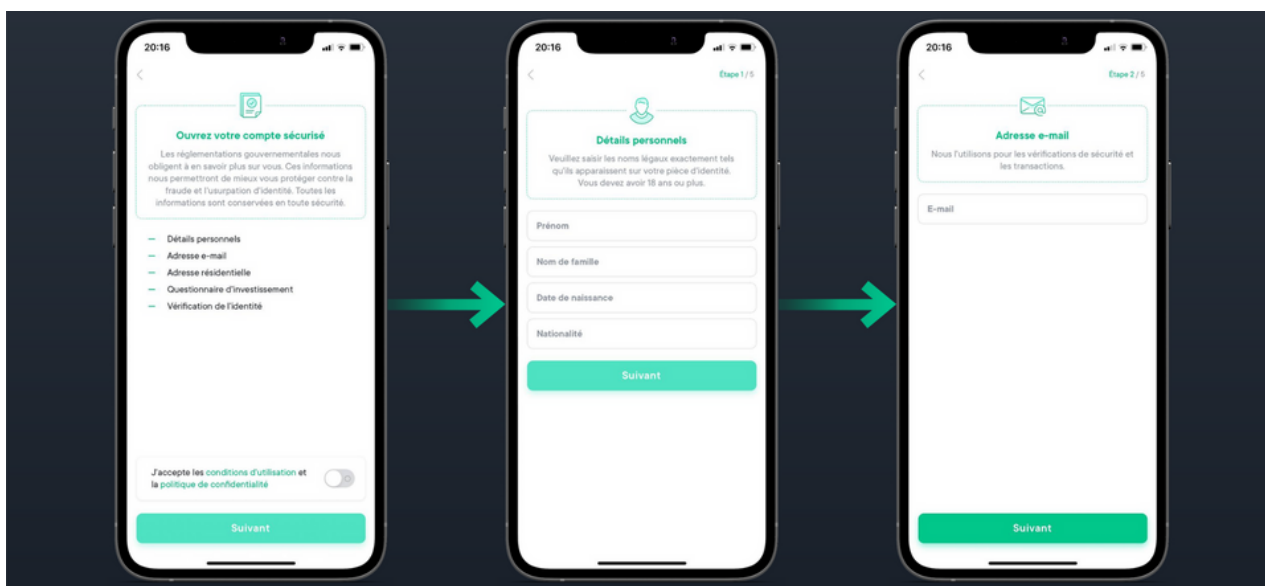 20:16
Ouvrez votre compte sécurisé
Les réglementations gouvernementales nous
obligent à en savoir plus sur vous. Ces informations
nous permettront de mieux vous protéger contre la
fraude et l'usurpation d'identité. Toutes les
informations sont conservées en toute sécurité.
— Détails personnels
— Adresse e-mail
— Adresse résidentielle
— Questionnaire d'investissement
— Vérification de l'identité
J'accepte les conditions d'utilisation et
la politique de confidentialité
Suivant
20:16
Étape 1 / 5
Détails personnels
Veuillez saisir les noms légaux exactement tels
qu'ils apparaissent sur votre pièce d'identité.
Vous devez avoir 18 ans ou plus.
Prénom
Nom de famille
Date de naissance
Nationalité
Suivant
20:16
Étape 2 / 5
Adresse e-mail
Nous l'utilisons pour les vérifications de sécurité et
les transactions.
E-mail
Suivant